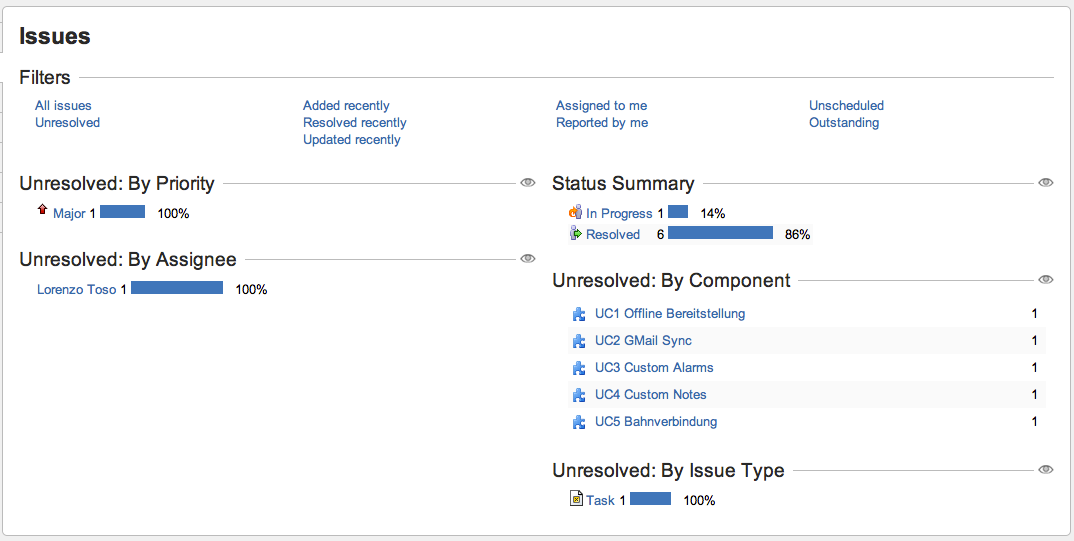 Issues
Filters
All issues
Unresolved
Added recently
Resolved recently
Updated recently
Assigned to me
Reported by me
Unscheduled
Outstanding
Unresolved: By Priority
Major 1 100%
Unresolved: By Assignee
Lorenzo Toso 1 100%
Status Summary
In Progress 1 14%
Resolved 6 86%
Unresolved: By Component
UC1 Offline Bereitstellung 1
UC2 GMail Sync 1
UC3 Custom Alarms 1
UC4 Custom Notes 1
UC5 Bahnverbindung 1
Unresolved: By Issue Type
Task 1 100%